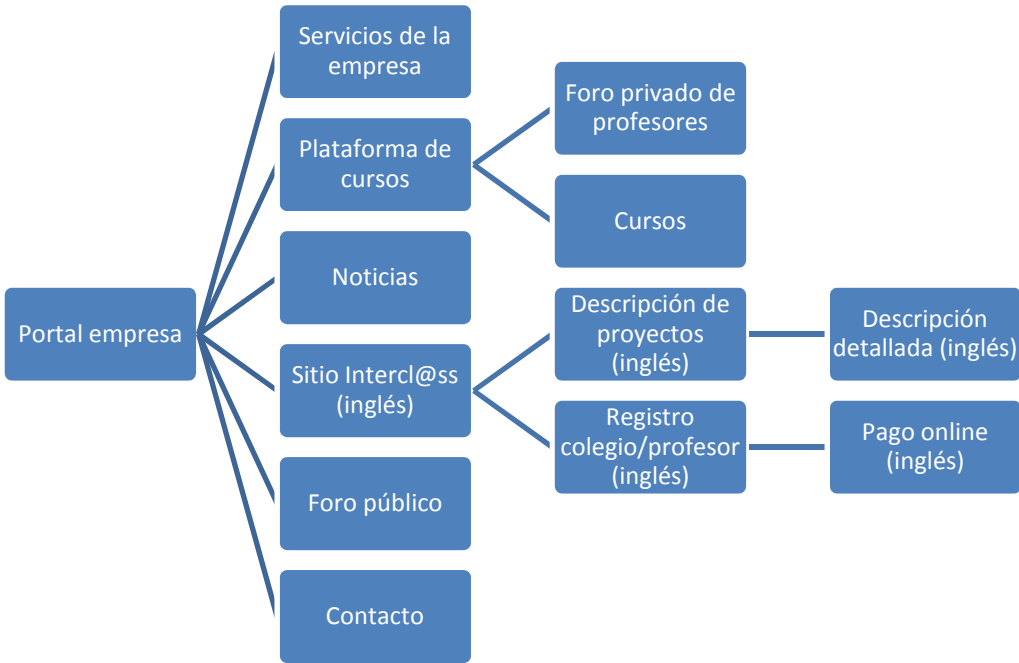 Portal empresa
Servicios de la
empresa
Plataforma de
cursos
Foro privado de
profesores
Cursos
Noticias
Sitio Intercl@ss
(inglés)
Descripción de
proyectos
(inglés)
Descripción
detallada (inglés)
Registro
colegio/profesor
(inglés)
Pago online
(inglés)
Foro público
Contacto